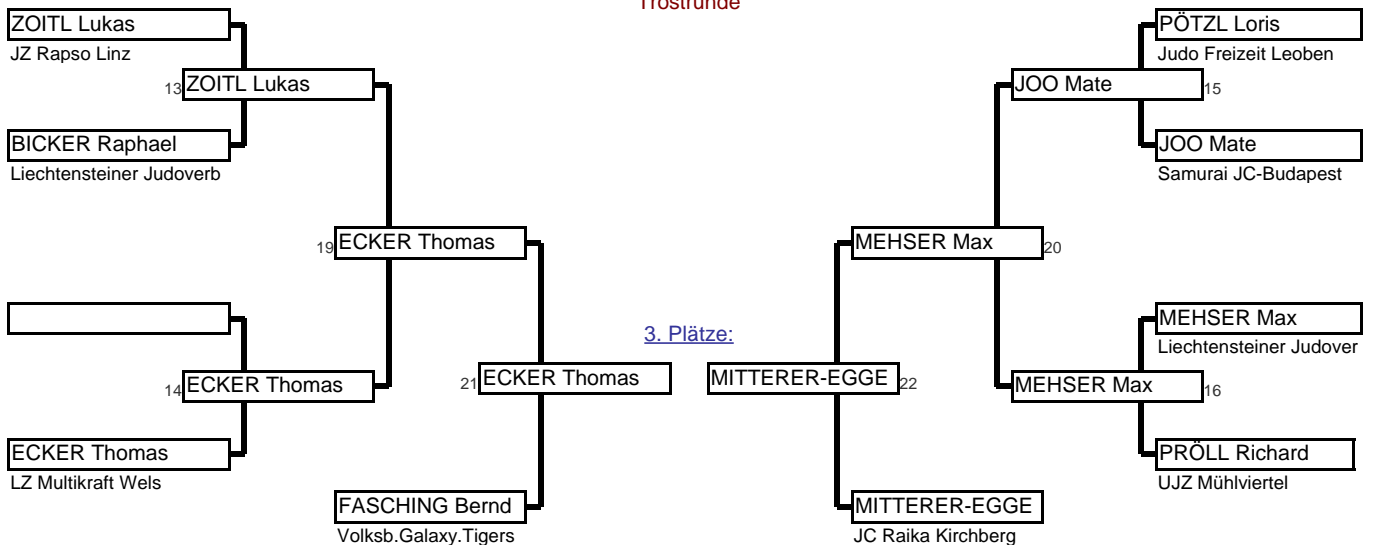 Trostrunde
ZOITL Lukas
JZ Rapso Linz
13 ZOITL Lukas
BICKER Raphael
Liechtensteiner Judoverb
19 ECKER Thomas
14 ECKER Thomas
ECKER Thomas
LZ Multikraft Wels
21 ECKER Thomas
FASCHING Bernd
Volksb.Galaxy.Tigers
3. Plätze:
PÖTZL Loris
Judo Freizeit Leoben
JOO Mate 15
JOO Mate
Samurai JC-Budapest
MEHSER Max 20
MEHSER Max
Liechtensteiner Judover
MITTERER-EGGE 22
MEHSER Max 16
PRÖLL Richard
UJZ Mühlviertel
MITTERER-EGGE
JC Raika Kirchberg